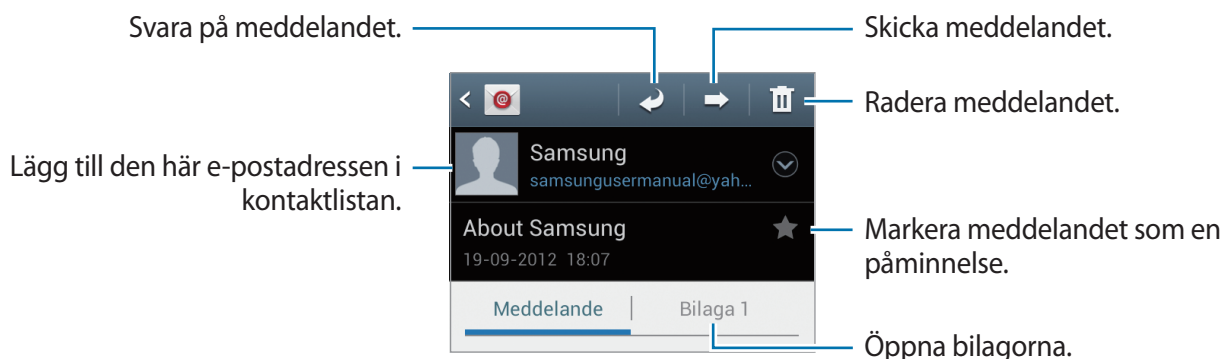 Svara på meddelandet.
Skicka meddelandet.
Radera meddelandet.
Lägg till den här e-postadressen i
kontaktlistan.
Samsung
samsungusermanual@yah...
About Samsung
19-09-2012 18:07
Markera meddelandet som en
påminnelse.
Meddelande
Bilaga 1
Öppna bilagorna.